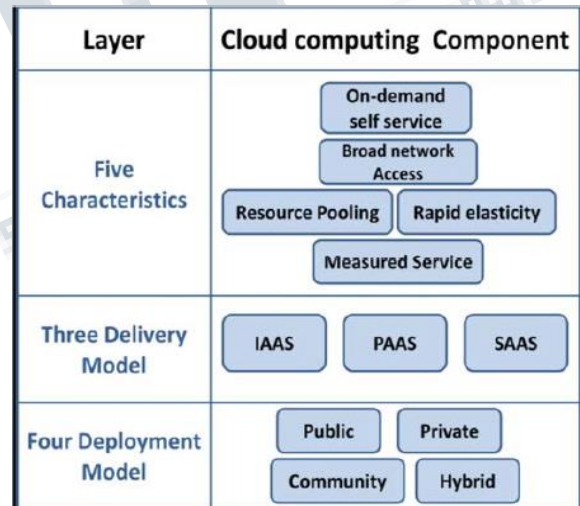 Layer
Cloud computing Component
Five
Characteristics
On-demand
self service
Broad network
Access
Resource Pooling
Rapid elasticity
Measured Service
Three Delivery
Model
IAAS
PAAS
SAAS
Four Deployment
Model
Public
Private
Community
Hybrid